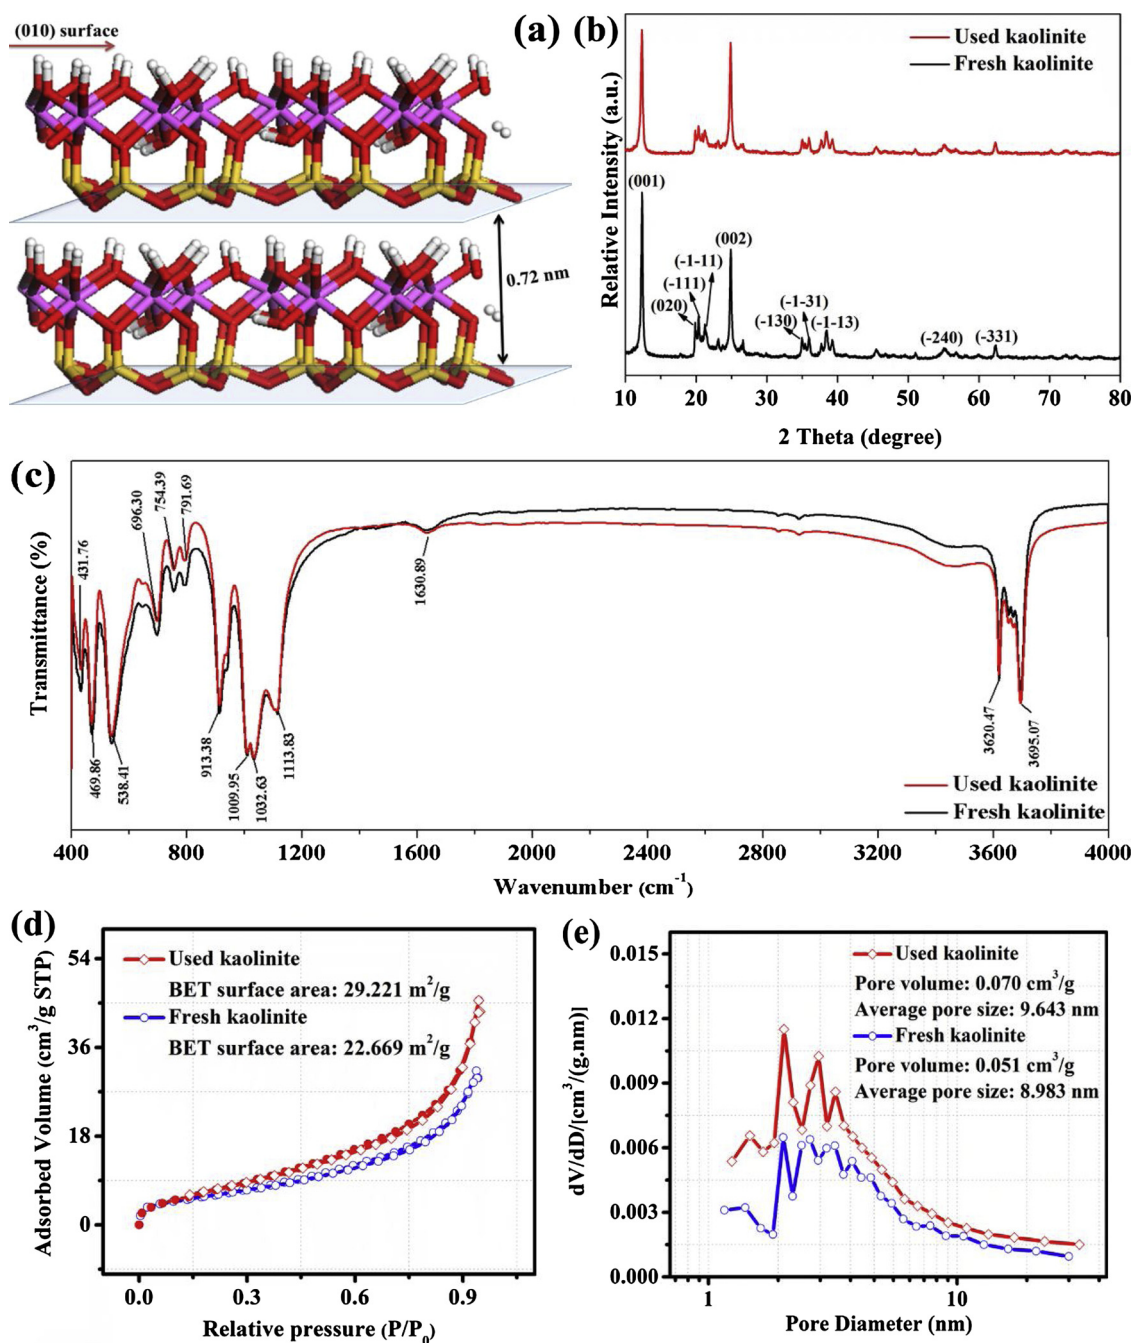 (010) surface
(a)
0.72 nm
(b)
Used kaolinite
Fresh kaolinite
Relative Intensity (a.u.)
(001)
(002)
(-1-11)
(-111)
(020)
(-1-31)
(-130)
(-1-13)
(-240)
(-331)
10 20 30 40 50 60 70 80
2 Theta (degree)
(c)
Transmittance (%)
431.76
696.30
754.39
791.69
1630.89
469.86
538.41
913.38
1009.95
1032.63
1113.83
3620.47
3695.07
Used kaolinite
Fresh kaolinite
400 800 1200 1600 2000 2400 2800 3200 3600 4000
Wavenumber (cm⁻¹)
(d)
Adsorbed Volume (cm³/g STP)
54
36
18
0
Used kaolinite
BET surface area: 29.221 m²/g
Fresh kaolinite
BET surface area: 22.669 m²/g
0.0 0.3 0.6 0.9
Relative pressure (P/P₀)
(e)
dV/dD/[cm³/(g.nm)]
0.015
0.012
0.009
0.006
0.003
0.000
Used kaolinite
Pore volume: 0.070 cm³/g
Average pore size: 9.643 nm
Fresh kaolinite
Pore volume: 0.051 cm³/g
Average pore size: 8.983 nm
1 10
Pore Diameter (nm)